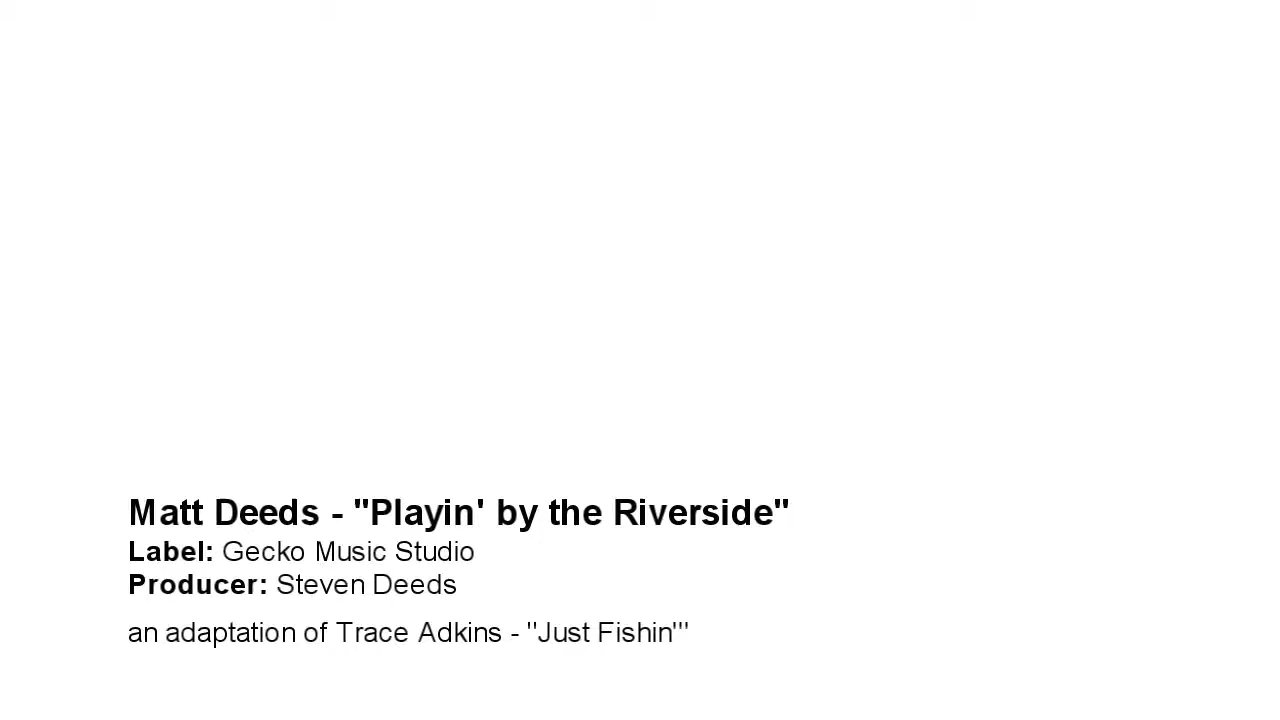 Matt Deeds - "Playin' by the Riverside"
Label: Gecko Music Studio
Producer: Steven Deeds
an adaptation of Trace Adkins - "Just Fishin'"